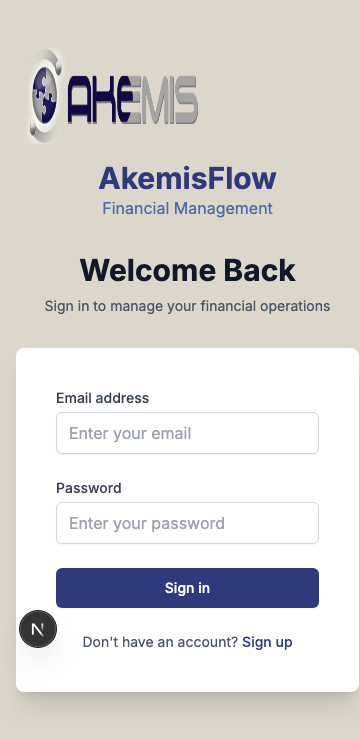 AKEMIS
AkemisFlow
Financial Management
Welcome Back
Sign in to manage your financial operations
Email address
Enter your email
Password
Enter your password
Sign in
N
Don't have an account? Sign up